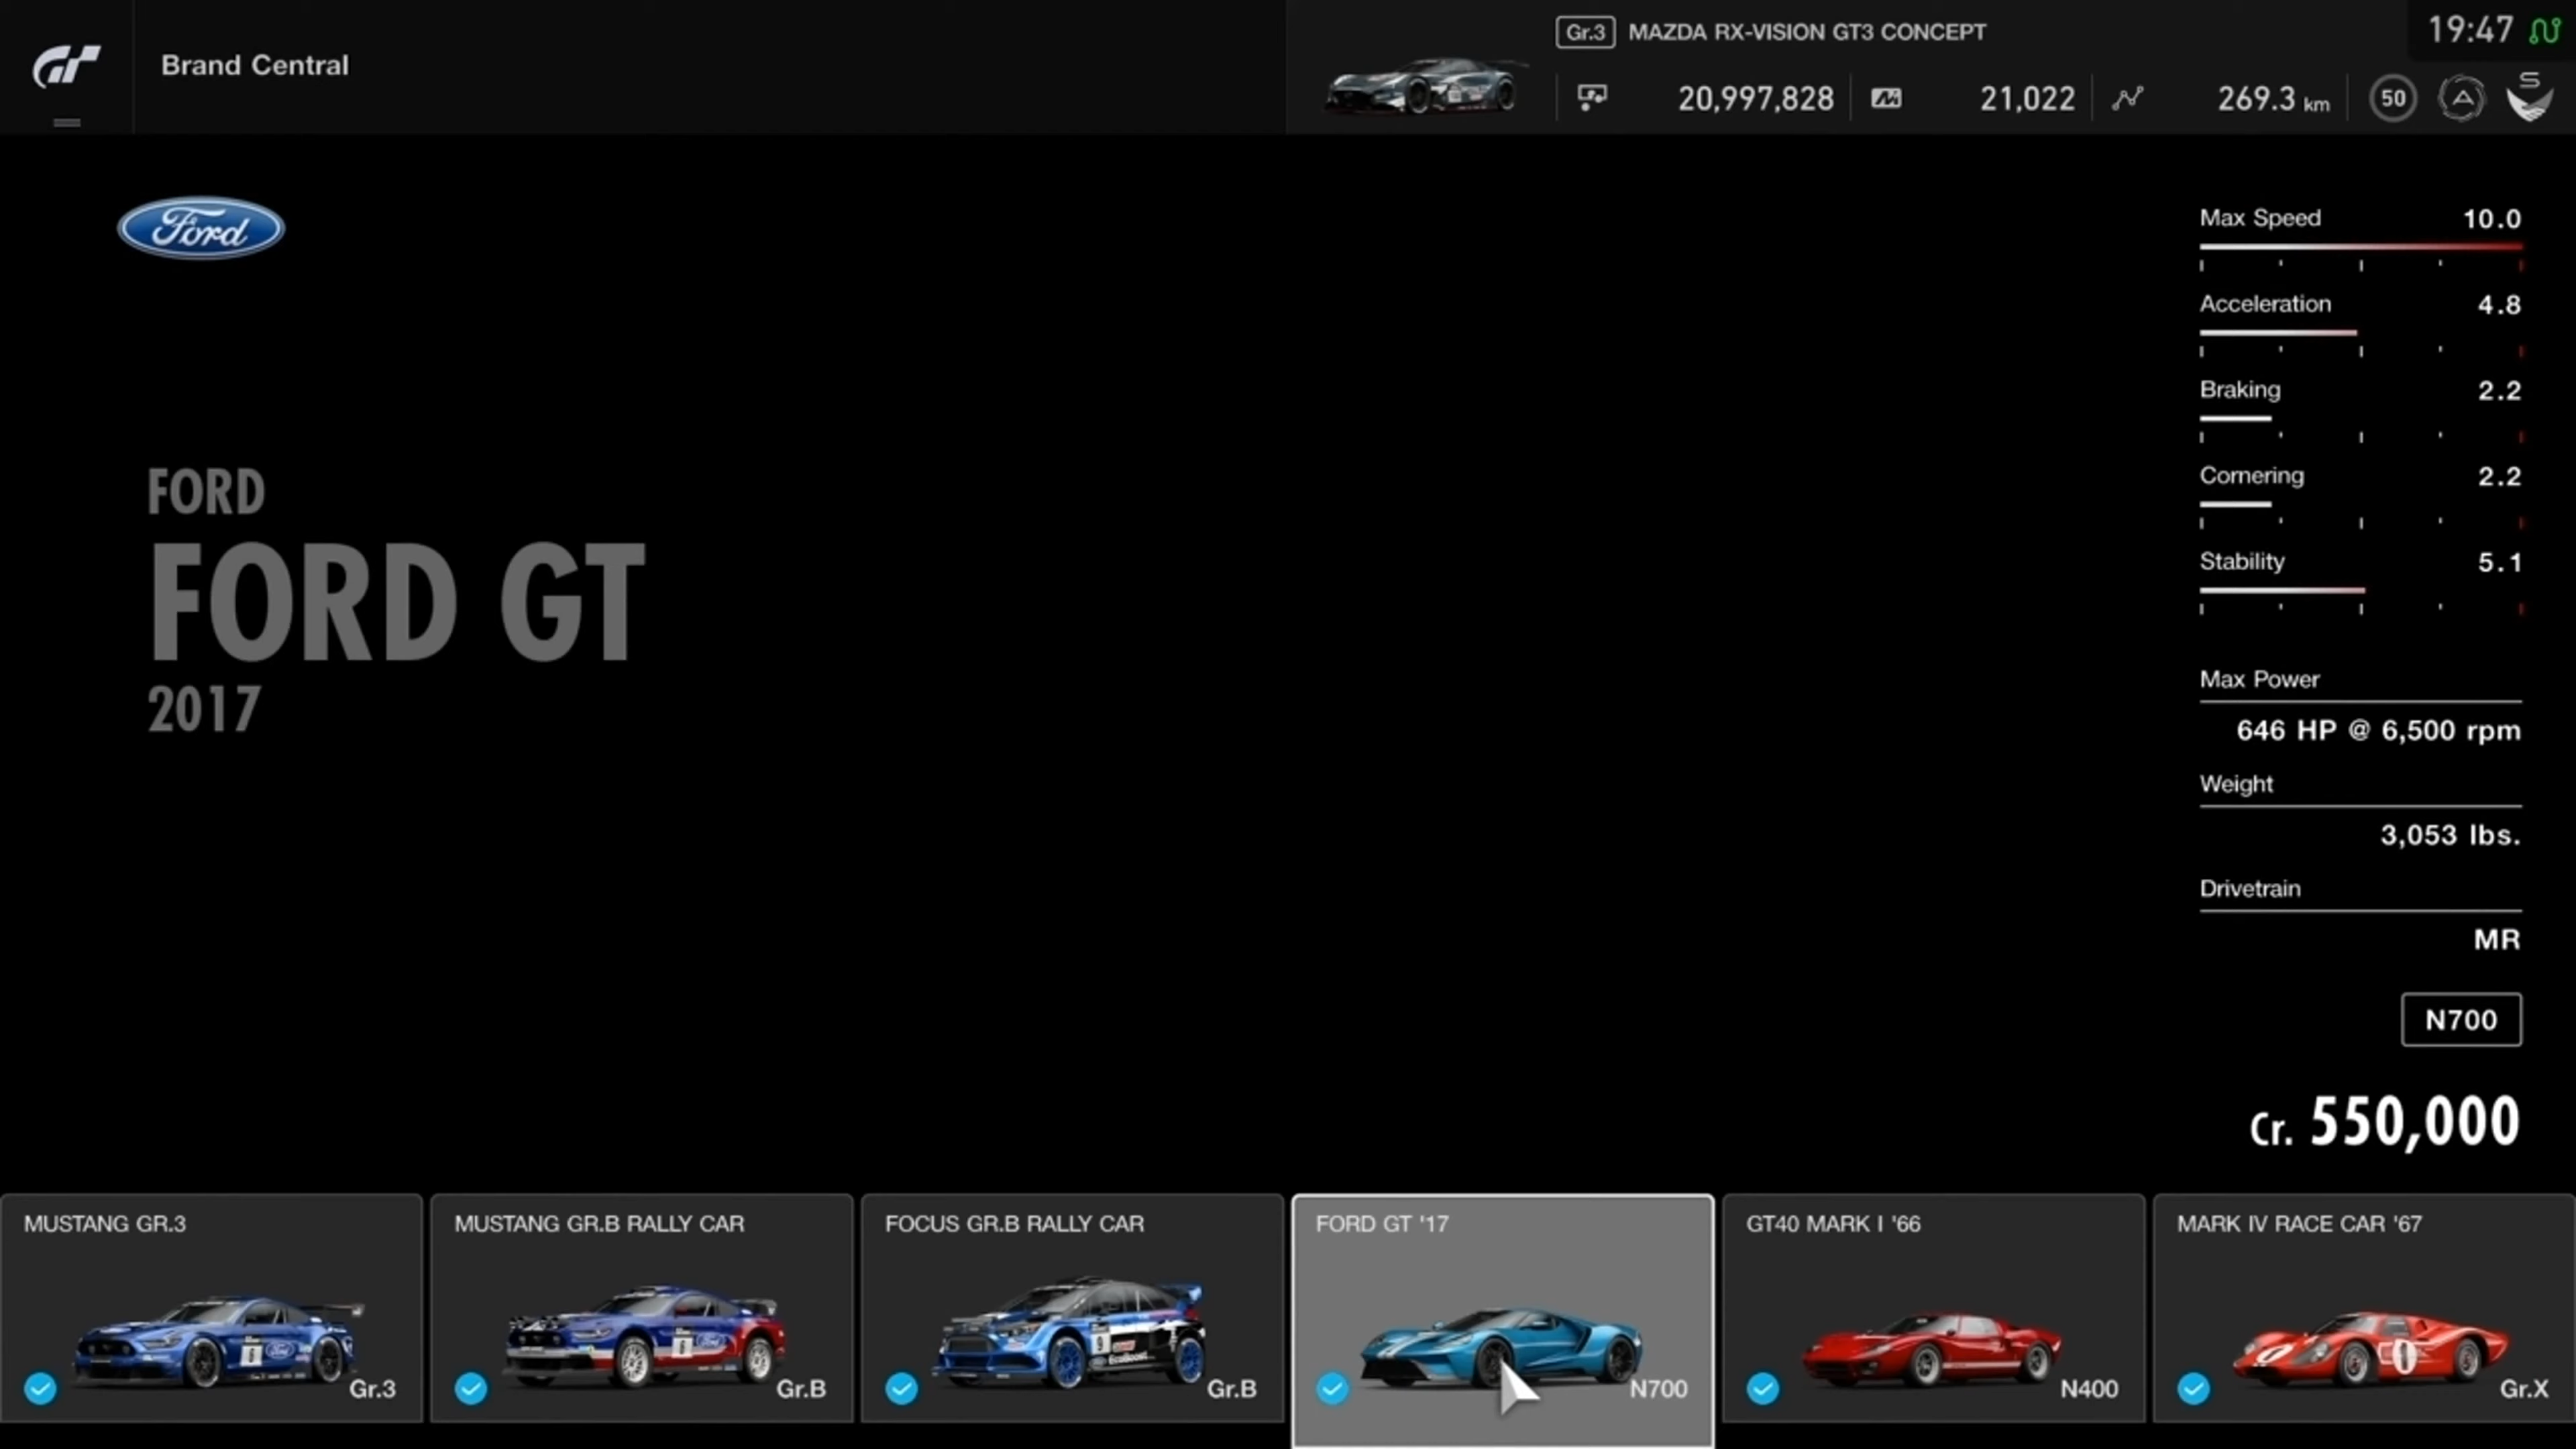 Gr.3 MAZDA RX-VISION GT3 CONCEPT
19:47
GT
Brand Central
20,997,828
21,022
269.3 km
50
A
S
Ford
FORD
FORD GT
2017
Max Speed 10.0
Acceleration 4.8
Braking 2.2
Cornering 2.2
Stability 5.1
Max Power
646 HP @ 6,500 rpm
Weight
3,053 lbs.
Drivetrain
MR
N700
Cr. 550,000
MUSTANG GR.3
Gr.3
MUSTANG GR.B RALLY CAR
Gr.B
FOCUS GR.B RALLY CAR
Gr.B
FORD GT '17
N700
GT40 MARK I '66
N400
MARK IV RACE CAR '67
Gr.X